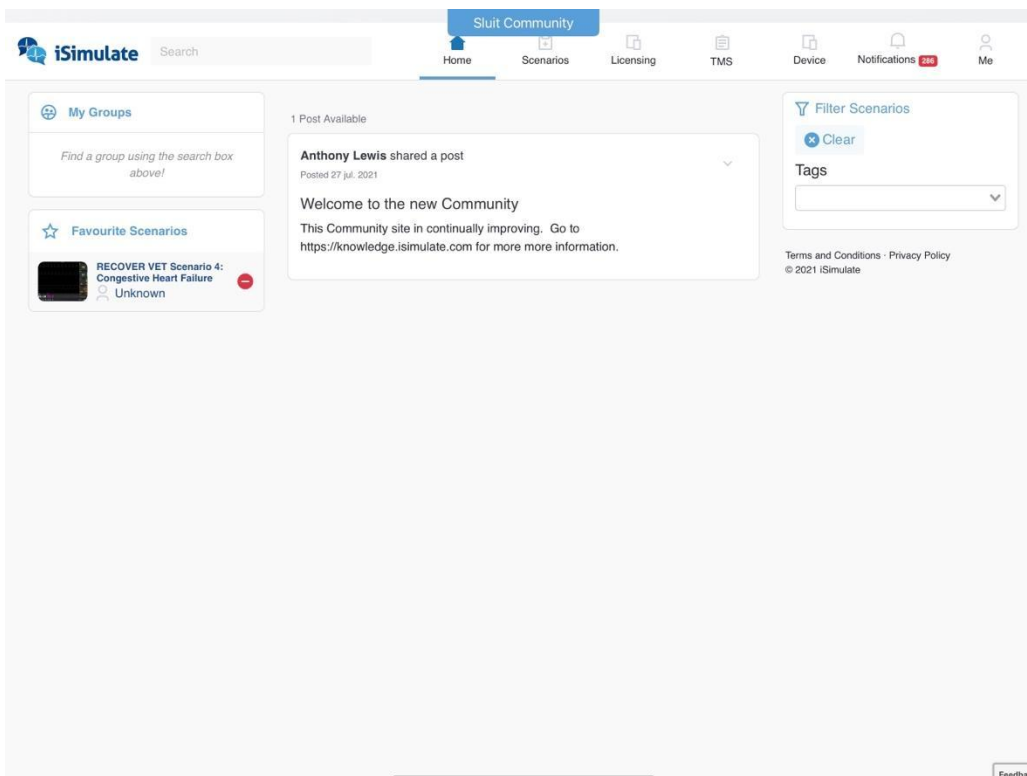 Sluit Community
iSimulate
Search
Home
Scenarios
Licensing
TMS
Device
Notifications 286
Me
My Groups
Find a group using the search box
above!
Favourite Scenarios
RECOVER VET Scenario 4:
Congestive Heart Failure
Unknown
1 Post Available
Anthony Lewis shared a post
Posted 27 jul. 2021
Welcome to the new Community
This Community site in continually improving. Go to
https://knowledge.isimulate.com for more more information.
Filter Scenarios
Clear
Tags
Terms and Conditions · Privacy Policy
© 2021 iSimulate
Feedba